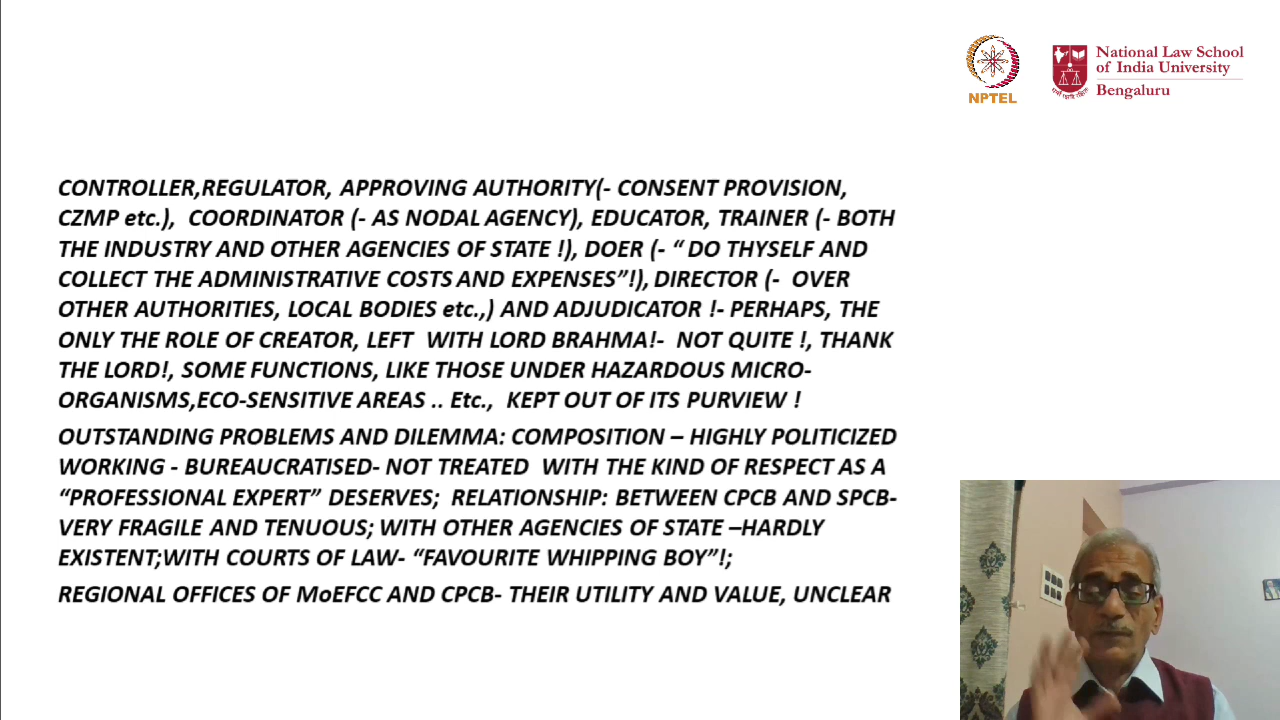 NPTEL
National Law School
of India University
Bengaluru
CONTROLLER,REGULATOR, APPROVING AUTHORITY(- CONSENT PROVISION,
CZMP etc.), COORDINATOR (- AS NODAL AGENCY), EDUCATOR, TRAINER (- BOTH
THE INDUSTRY AND OTHER AGENCIES OF STATE !), DOER (- “ DO THYSELF AND
COLLECT THE ADMINISTRATIVE COSTS AND EXPENSES”!), DIRECTOR (- OVER
OTHER AUTHORITIES, LOCAL BODIES etc.,) AND ADJUDICATOR !- PERHAPS, THE
ONLY THE ROLE OF CREATOR, LEFT WITH LORD BRAHMA!- NOT QUITE !, THANK
THE LORD!, SOME FUNCTIONS, LIKE THOSE UNDER HAZARDOUS MICRO-
ORGANISMS,ECO-SENSITIVE AREAS .. Etc., KEPT OUT OF ITS PURVIEW !
OUTSTANDING PROBLEMS AND DILEMMA: COMPOSITION – HIGHLY POLITICIZED
WORKING - BUREAUCRATISED- NOT TREATED WITH THE KIND OF RESPECT AS A
“PROFESSIONAL EXPERT” DESERVES; RELATIONSHIP: BETWEEN CPCB AND SPCB-
VERY FRAGILE AND TENUOUS; WITH OTHER AGENCIES OF STATE –HARDLY
EXISTENT;WITH COURTS OF LAW- “FAVOURITE WHIPPING BOY”!;
REGIONAL OFFICES OF MoEFCC AND CPCB- THEIR UTILITY AND VALUE, UNCLEAR